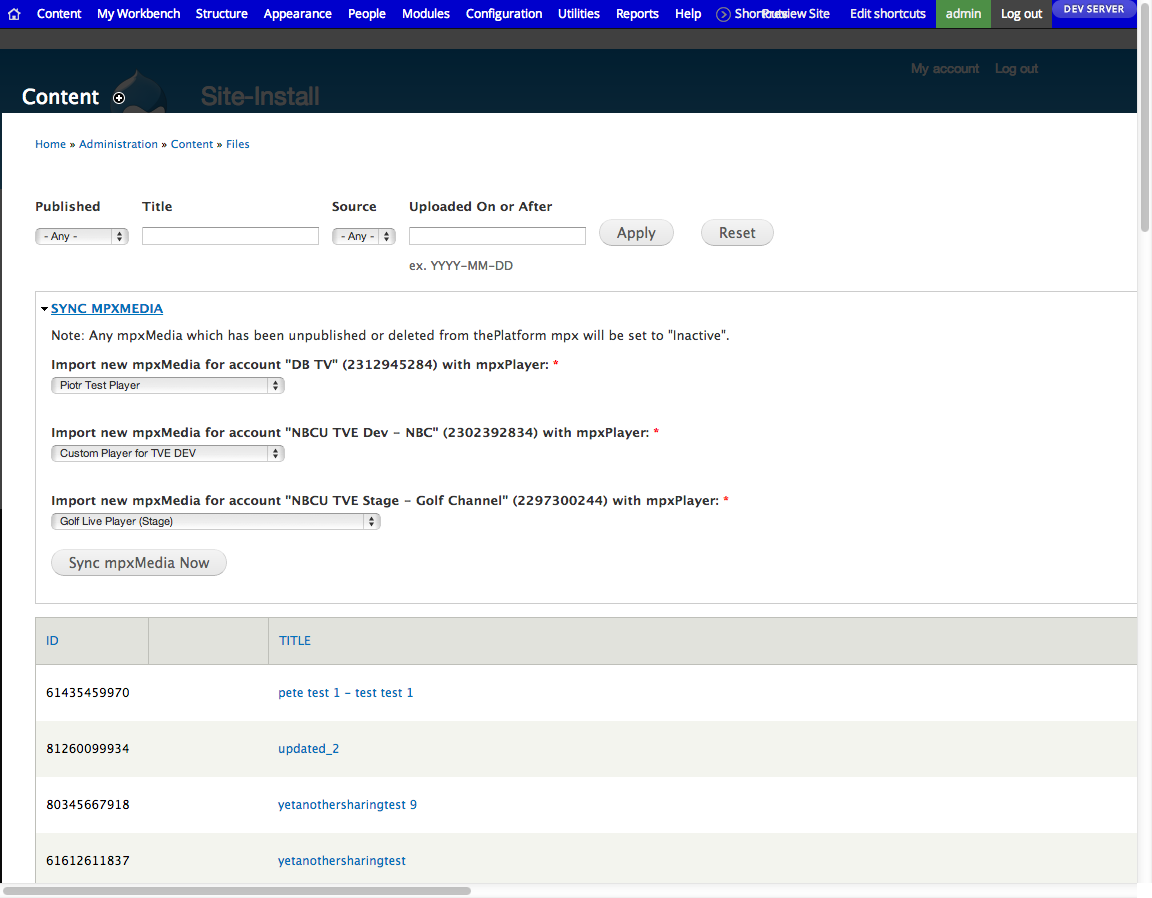 Content My Workbench Structure Appearance People Modules Configuration Utilities Reports Help Shortcuts Preview Site Edit shortcuts admin Log out DEV SERVER
My account Log out
Content Site-Install
Home » Administration » Content » Files
Published Title Source Uploaded On or After
- Any - - Any - Apply Reset
ex. YYYY-MM-DD
SYNC MPXMEDIA
Note: Any mpxMedia which has been unpublished or deleted from thePlatform mpx will be set to "Inactive".
Import new mpxMedia for account "DB TV" (2312945284) with mpxPlayer: *
Piotr Test Player
Import new mpxMedia for account "NBCU TVE Dev - NBC" (2302392834) with mpxPlayer: *
Custom Player for TVE DEV
Import new mpxMedia for account "NBCU TVE Stage - Golf Channel" (2297300244) with mpxPlayer: *
Golf Live Player (Stage)
Sync mpxMedia Now
ID TITLE
61435459970 pete test 1 - test test 1
81260099934 updated_2
80345667918 yetanothersharingtest 9
61612611837 yetanothersharingtest